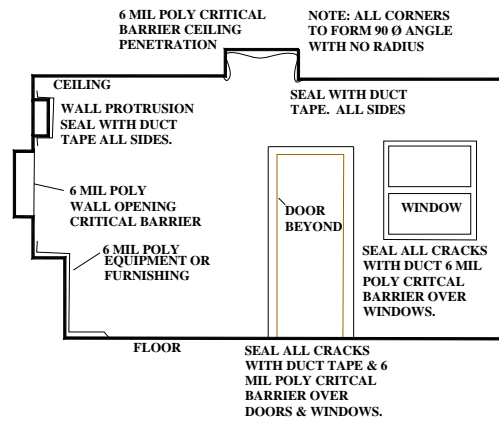 6 MIL POLY CRITICAL
BARRIER CEILING
PENETRATION
NOTE: ALL CORNERS
TO FORM 90 Ø ANGLE
WITH NO RADIUS
CEILING
WALL PROTRUSION
SEAL WITH DUCT
TAPE ALL SIDES.
SEAL WITH DUCT
TAPE. ALL SIDES
6 MIL POLY
WALL OPENING
CRITICAL BARRIER
DOOR
BEYOND
WINDOW
6 MIL POLY
EQUIPMENT OR
FURNISHING
SEAL ALL CRACKS
WITH DUCT 6 MIL
POLY CRITCAL
BARRIER OVER
WINDOWS.
FLOOR
SEAL ALL CRACKS
WITH DUCT TAPE & 6
MIL POLY CRITCAL
BARRIER OVER
DOORS & WINDOWS.